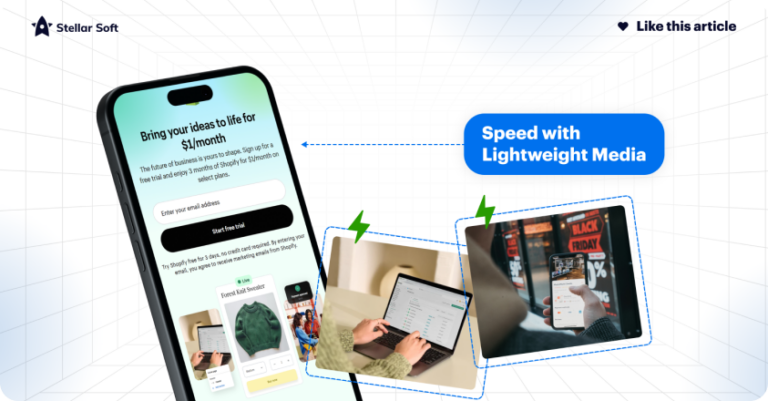 Stellar Soft
Like this article
Bring your ideas to life for
$1/month
The future of business is yours to shape. Sign up for a
free trial and enjoy 3 months of Shopify for $1/month on
select plans.
Enter your email address
Start free trial
Try Shopify free for 3 days, no credit card required. By entering your
email, you agree to receive marketing emails from Shopify.
Forest Knit Sweater
Speed with
Lightweight Media
BLACK
FRIDAY